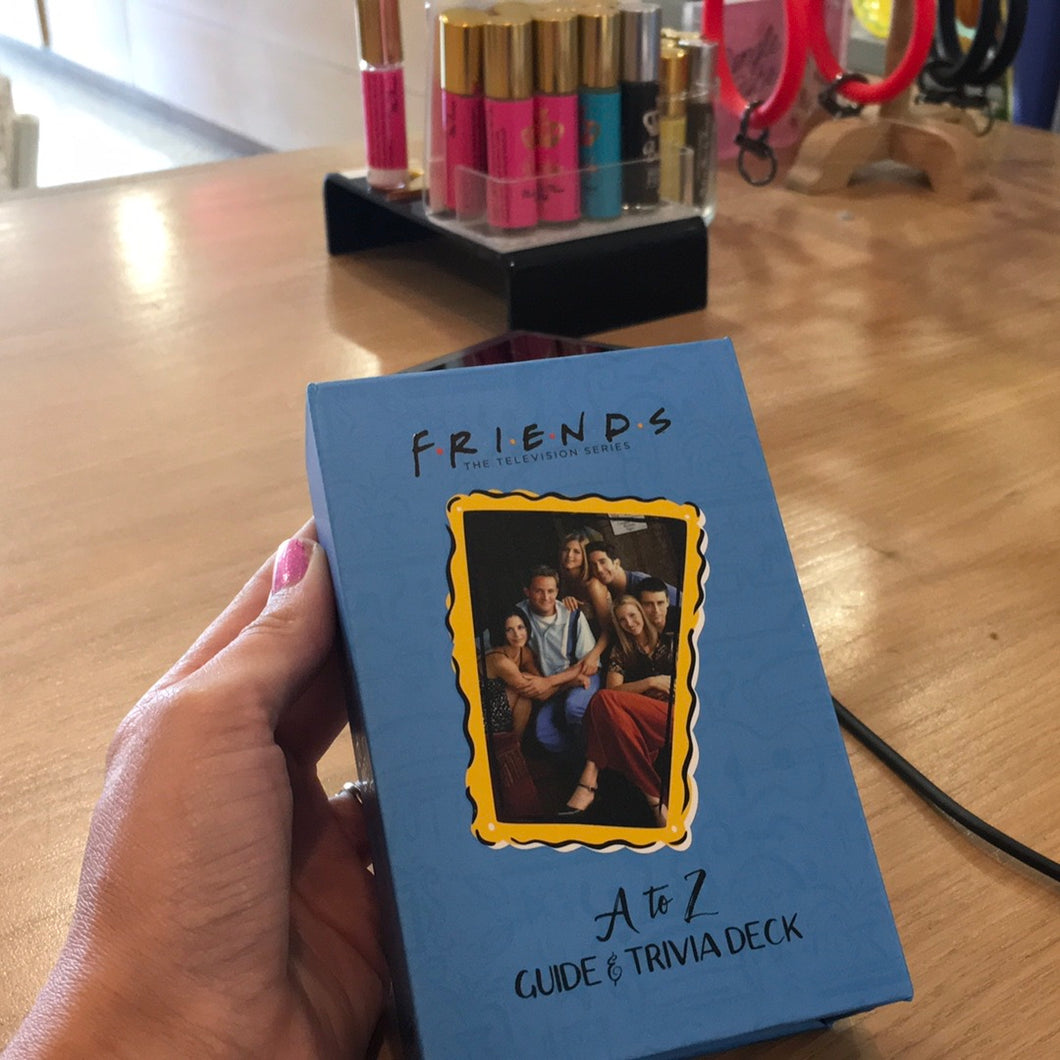 F·R·I·E·N·D·S
THE TELEVISION SERIES
A to Z
GUIDE & TRIVIA DECK